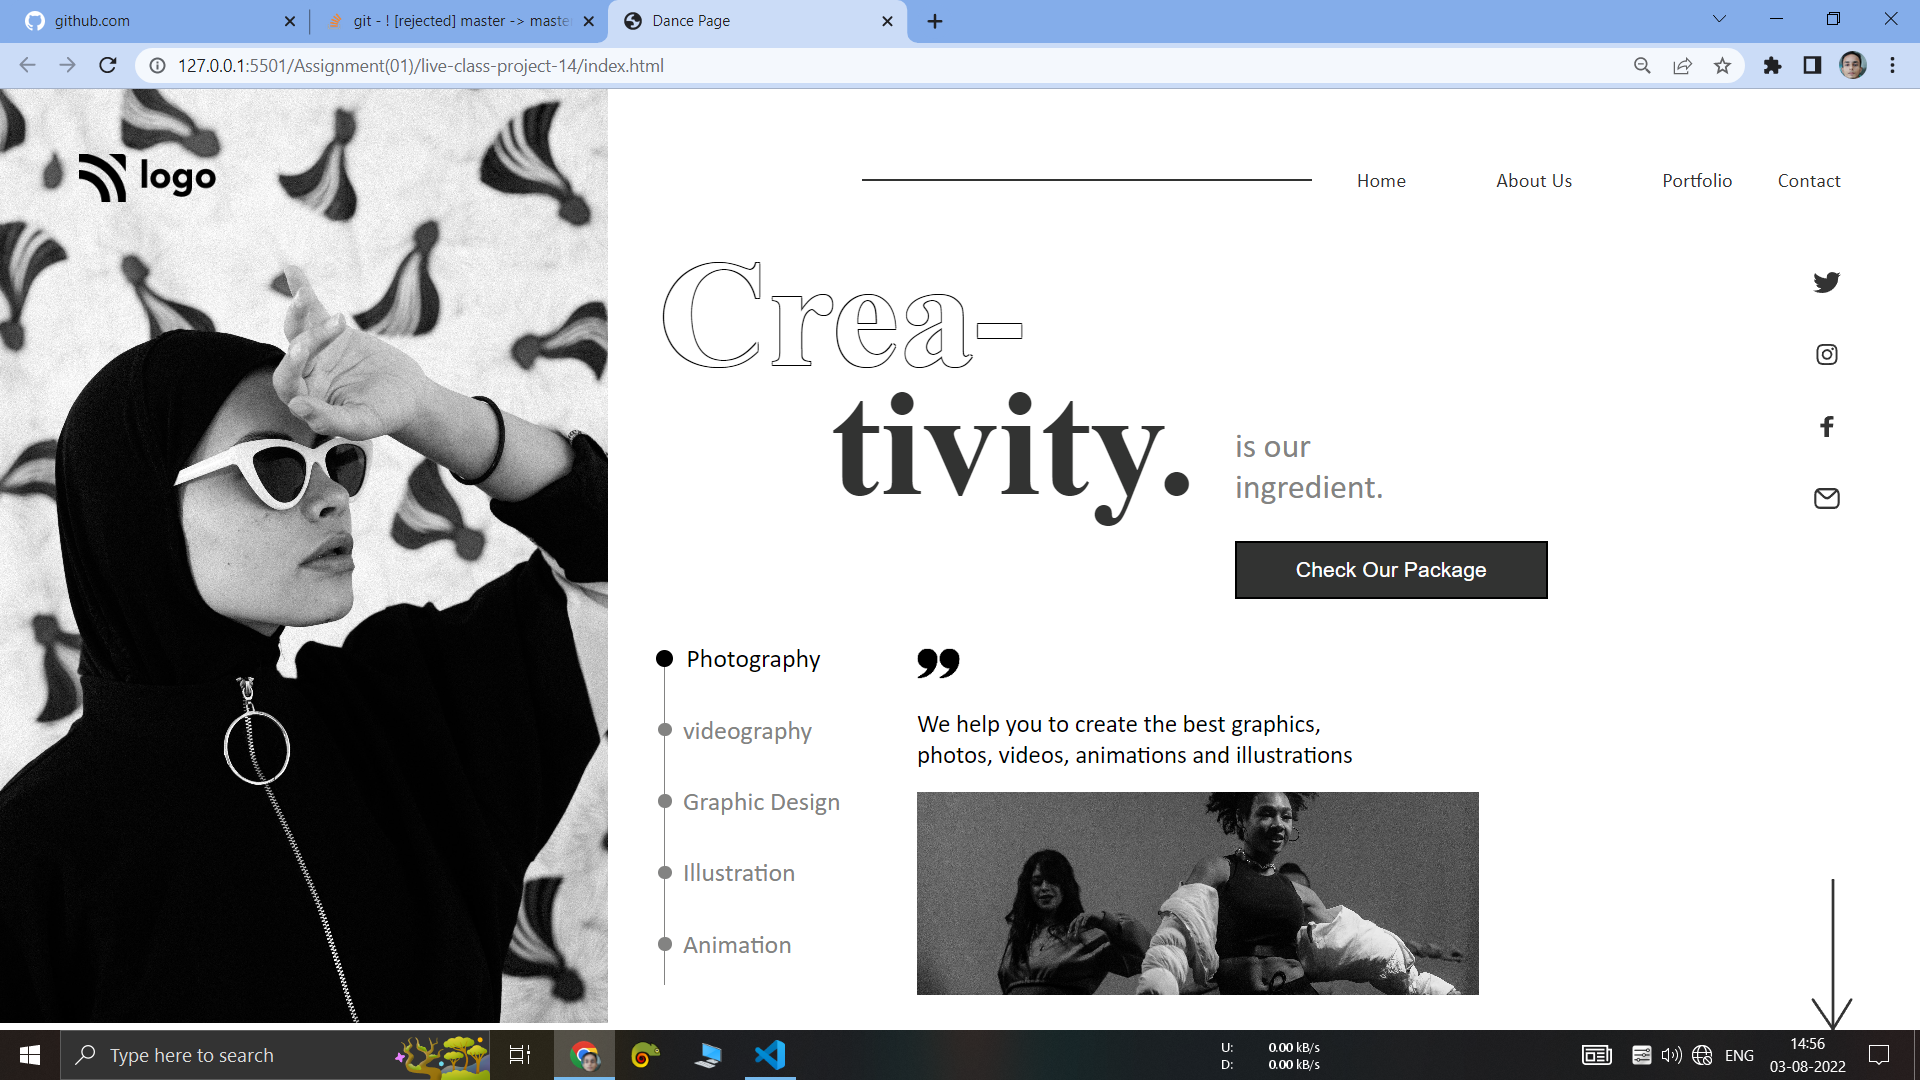 github.com
git - ! [rejected] master -> master
Dance Page
127.0.0.1:5501/Assignment(01)/live-class-project-14/index.html
logo
Home
About Us
Portfolio
Contact
Crea-
tivity.
is our
ingredient.
Check Our Package
Photography
videography
Graphic Design
Illustration
Animation
We help you to create the best graphics,
photos, videos, animations and illustrations
Type here to search
U: 0.00 kB/s
D: 0.00 kB/s
ENG
14:56
03-08-2022